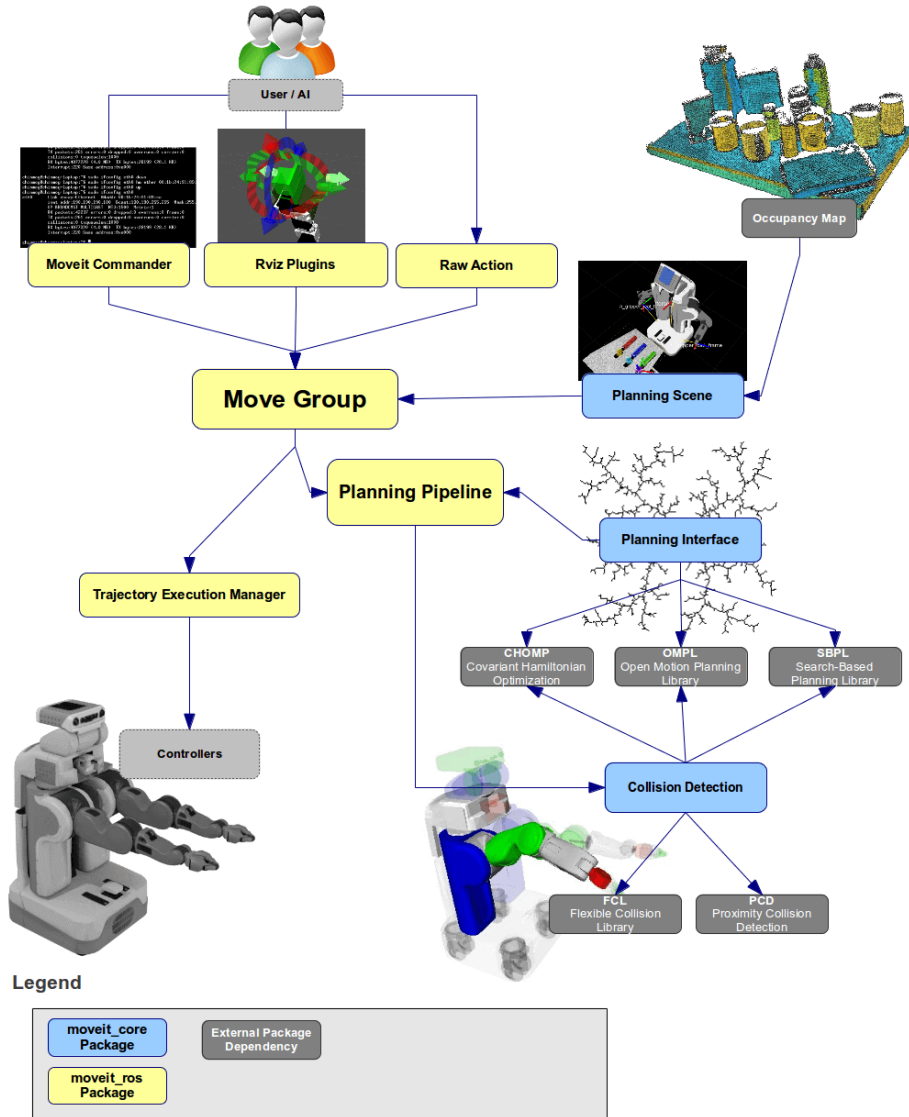 User / AI
Moveit Commander
Rviz Plugins
Raw Action
Occupancy Map
Move Group
Planning Scene
Planning Pipeline
Planning Interface
Trajectory Execution Manager
CHOMP
Covariant Hamiltonian
Optimization
OMPL
Open Motion Planning
Library
SBPL
Search-Based
Planning Library
Controllers
Collision Detection
FCL
Flexible Collision
Library
PCD
Proximity Collision
Detection
Legend
moveit_core
Package
External Package
Dependency
moveit_ros
Package